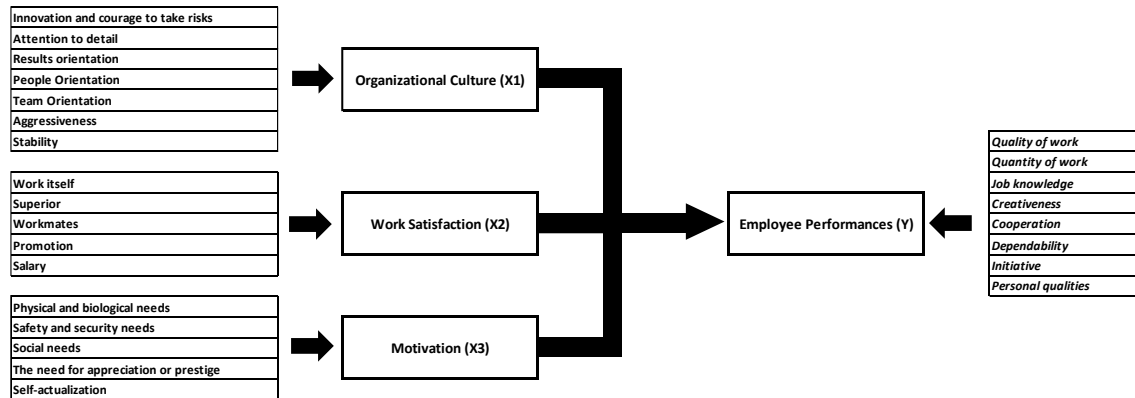 Innovation and courage to take risks
Attention to detail
Results orientation
People Orientation
Team Orientation
Aggressiveness
Stability
Organizational Culture (X1)
Work itself
Superior
Workmates
Promotion
Salary
Work Satisfaction (X2)
Physical and biological needs
Safety and security needs
Social needs
The need for appreciation or prestige
Self-actualization
Motivation (X3)
Employee Performances (Y)
Quality of work
Quantity of work
Job knowledge
Creativeness
Cooperation
Dependability
Initiative
Personal qualities